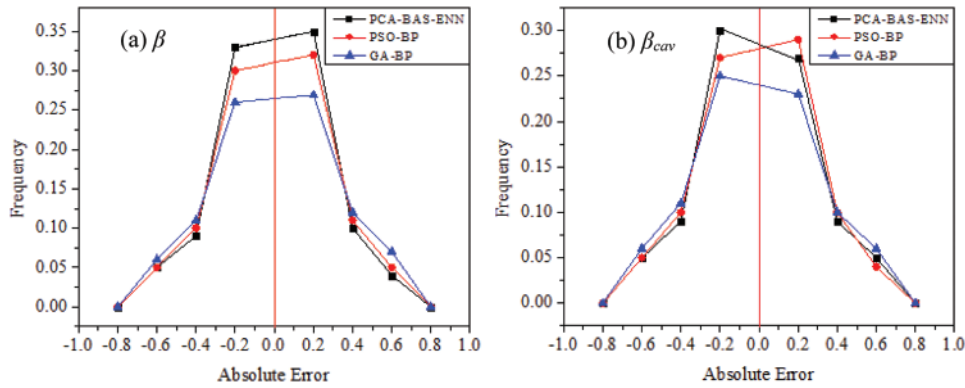 (a) β
PCA-BAS-ENN
PSO-BP
GA-BP
0.35
0.30
0.25
0.20
0.15
0.10
0.05
0.00
Frequency
-1.0 -0.8 -0.6 -0.4 -0.2 0.0 0.2 0.4 0.6 0.8 1.0
Absolute Error
(b) βcav
PCA-BAS-ENN
PSO-BP
GA-BP
0.30
0.25
0.20
0.15
0.10
0.05
0.00
Frequency
-1.0 -0.8 -0.6 -0.4 -0.2 0.0 0.2 0.4 0.6 0.8 1.0
Absolute Error